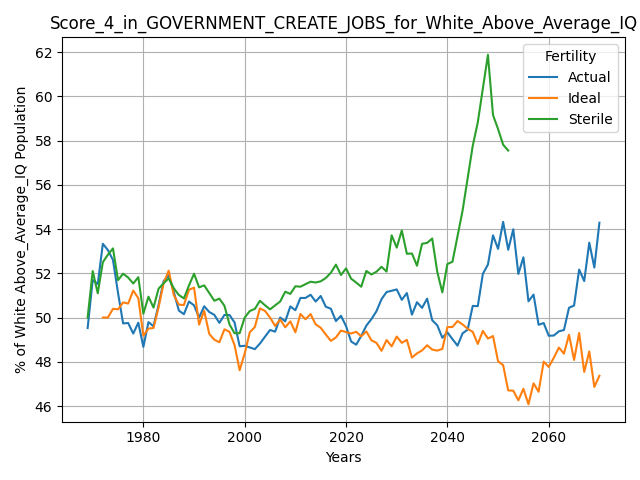 Score_4_in_GOVERNMENT_CREATE_JOBS_for_White_Above_Average_IQ
62
60
58
56
54
52
50
48
46
% of White Above_Average_IQ Population
Fertility
Actual
Ideal
Sterile
1980
2000
2020
2040
2060
Years